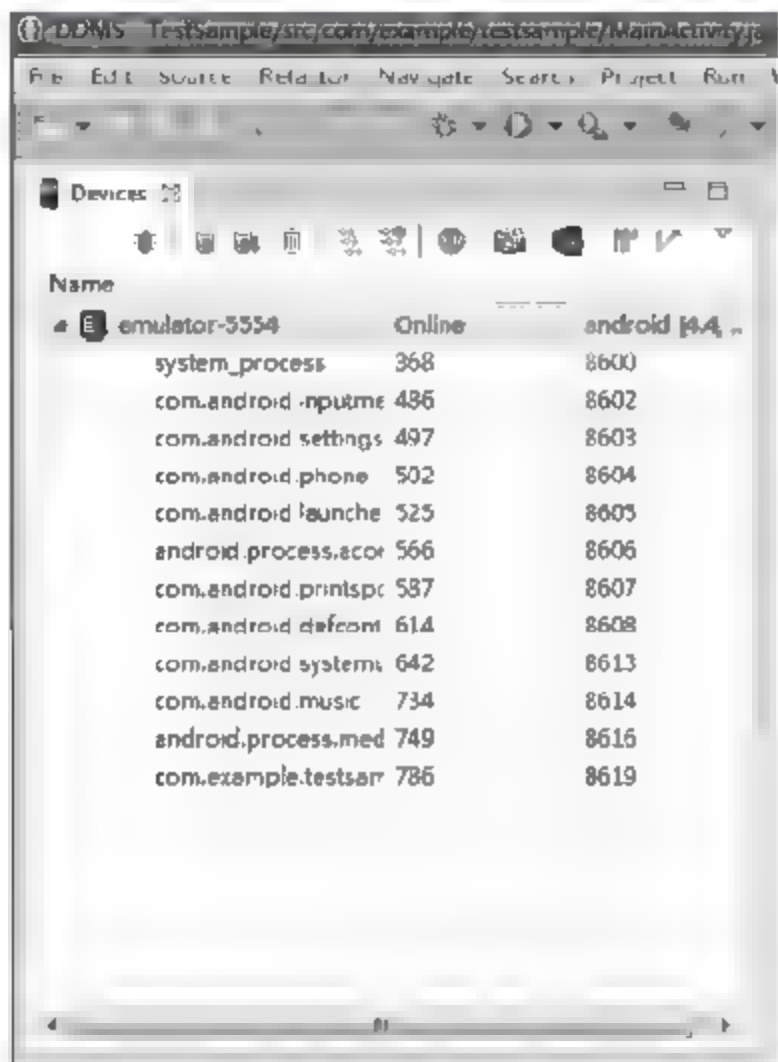 DDMS TestSample/src/com/example/testsample/MainActivity.ja
File Edit Source Refactor Navigate Search Project Run
Devices
Name
emulator-5554 Online android [4.4, ...
system_process 368 8600
com.android.inputme 486 8602
com.android.settings 497 8603
com.android.phone 502 8604
com.android.launche 525 8605
android.process.acor 566 8606
com.android.printspo 587 8607
com.android.defcont 614 8608
com.android.systemu 642 8613
com.android.music 734 8614
android.process.med 749 8616
com.example.testsam 786 8619